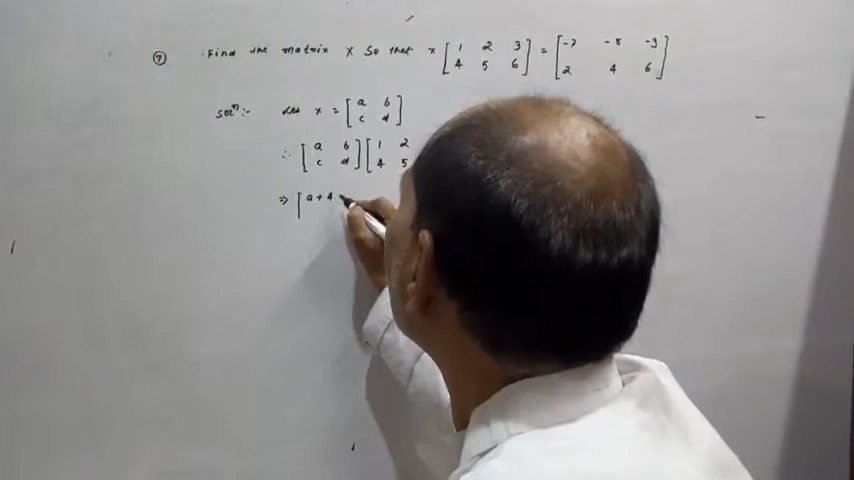 ⑦ Find the matrix X So that X [ 1 2 3 ] = [ -7 -8 -9 ]
[ 4 5 6 ] [ 2 4 6 ]
Solⁿ:- Let X = [ a b ]
[ c d ]
∴ [ a b ] [ 1 2
[ c d ] [ 4 5
⇒ [ a + 4